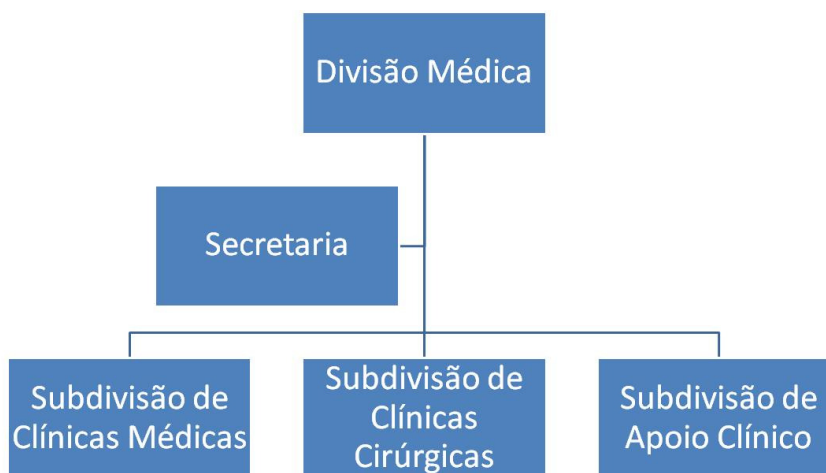 Divisão Médica
Secretaria
Subdivisão de
Clínicas Médicas
Subdivisão de
Clínicas
Cirúrgicas
Subdivisão de
Apoio Clínico